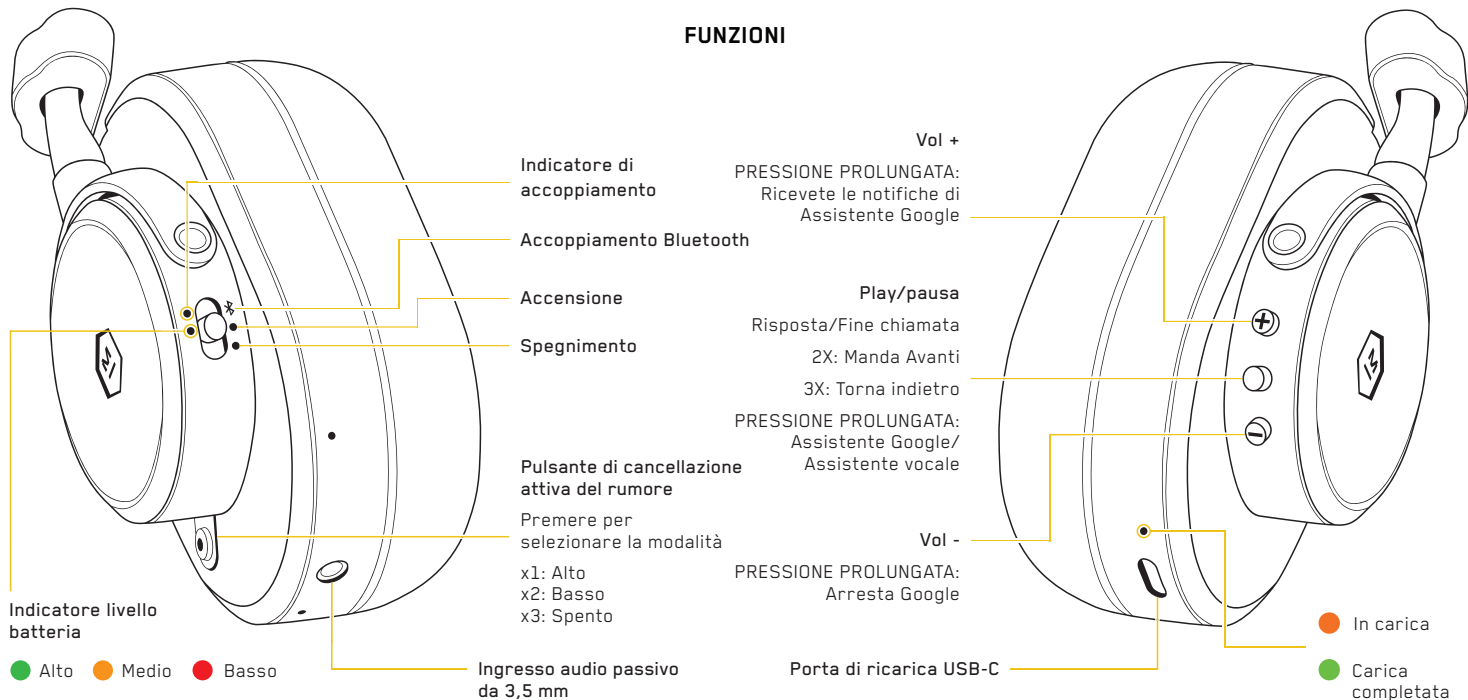 FUNZIONI
Indicatore di
accoppiamento
Accoppiamento Bluetooth
Accensione
Spegnimento
Pulsante di cancellazione
attiva del rumore
Premere per
selezionare la modalità
x1: Alto
x2: Basso
x3: Spento
Indicatore livello
batteria
Alto
Medio
Basso
Ingresso audio passivo
da 3,5 mm
Vol +
PRESSIONE PROLUNGATA:
Ricevete le notifiche di
Assistente Google
Play/pausa
Risposta/Fine chiamata
2X: Manda Avanti
3X: Torna indietro
PRESSIONE PROLUNGATA:
Assistente Google/
Assistente vocale
Vol -
PRESSIONE PROLUNGATA:
Arresta Google
Porta di ricarica USB-C
In carica
Carica
completata